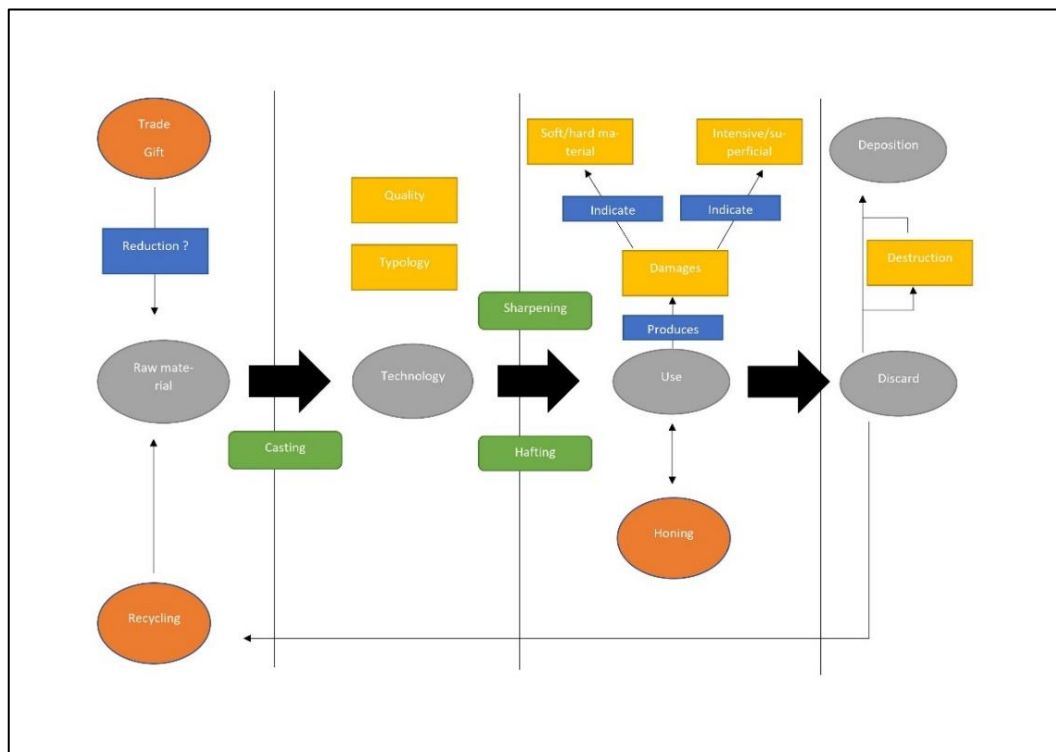 Trade
Gift
Reduction ?
Raw mate-
rial
Recycling
Casting
Quality
Typology
Technology
Sharpening
Hafting
Soft/hard ma-
terial
Intensive/su-
perficial
Indicate
Indicate
Damages
Produces
Use
Honing
Deposition
Destruction
Discard